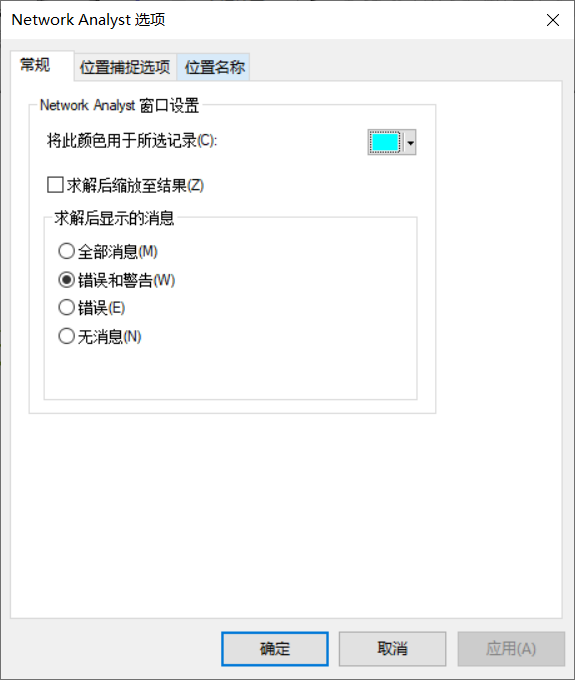 Network Analyst 选项
常规
位置捕捉选项
位置名称
Network Analyst 窗口设置
将此颜色用于所选记录(C):
求解后缩放至结果(Z)
求解后显示的消息
全部消息(M)
错误和警告(W)
错误(E)
无消息(N)
确定
取消
应用(A)